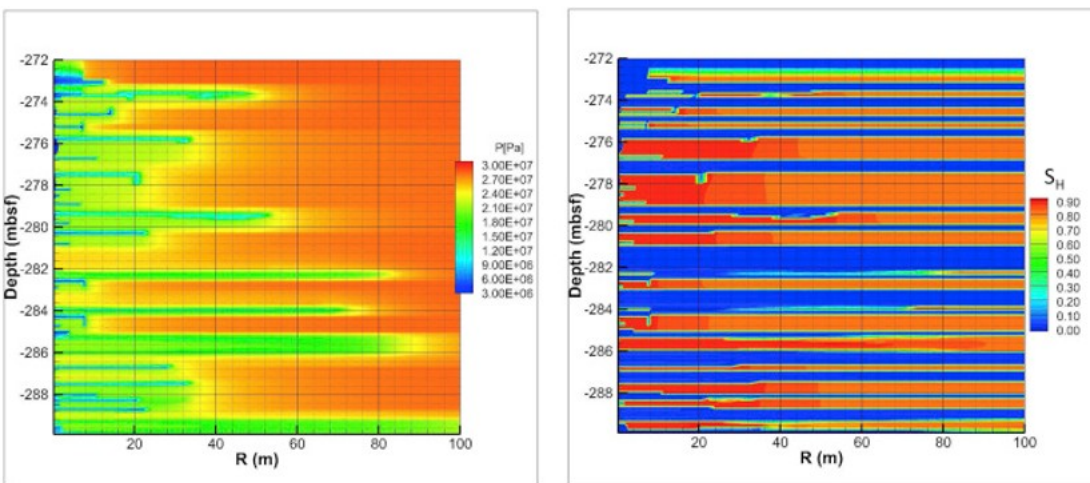 -272
-274
-276
-278
-280
-282
-284
-286
-288
Depth (mbsf)
20 40 60 80 100
R (m)
P[Pa]
3.00E+07
2.70E+07
2.40E+07
2.10E+07
1.80E+07
1.50E+07
1.20E+07
9.00E+06
6.00E+06
3.00E+06
-272
-274
-276
-278
-280
-282
-284
-286
-288
Depth (mbsf)
20 40 60 80 100
R (m)
SH
0.90
0.80
0.70
0.60
0.50
0.40
0.30
0.20
0.10
0.00